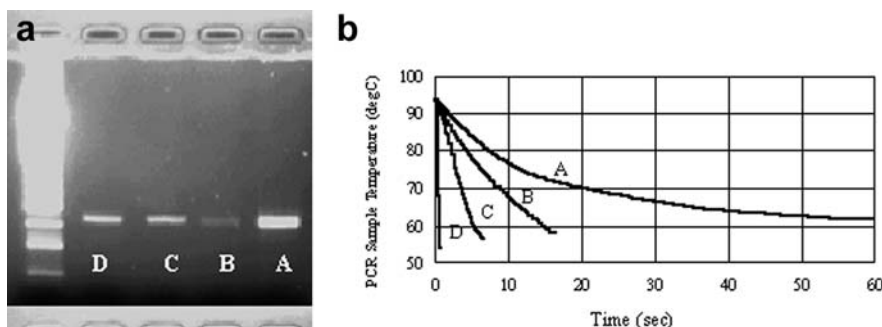 a
D C B A
b
PCR Sample Temperature (degC)
100
90
80
70
60
50
A
B
C
D
0 10 20 30 40 50 60
Time (sec)